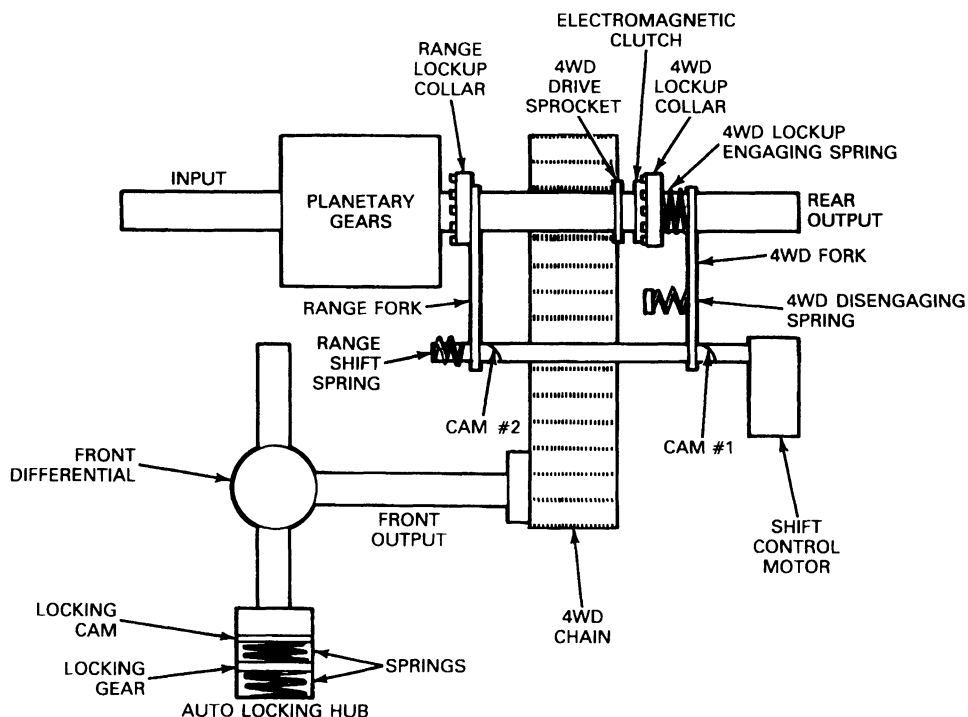 ELECTROMAGNETIC
CLUTCH
RANGE
LOCKUP
COLLAR
4WD
DRIVE
SPROCKET
4WD
LOCKUP
COLLAR
4WD LOCKUP
ENGAGING SPRING
INPUT
PLANETARY
GEARS
REAR
OUTPUT
4WD FORK
RANGE FORK
4WD DISENGAGING
SPRING
RANGE
SHIFT
SPRING
CAM #2
CAM #1
FRONT
DIFFERENTIAL
FRONT
OUTPUT
SHIFT
CONTROL
MOTOR
4WD
CHAIN
LOCKING
CAM
LOCKING
GEAR
SPRINGS
AUTO LOCKING HUB